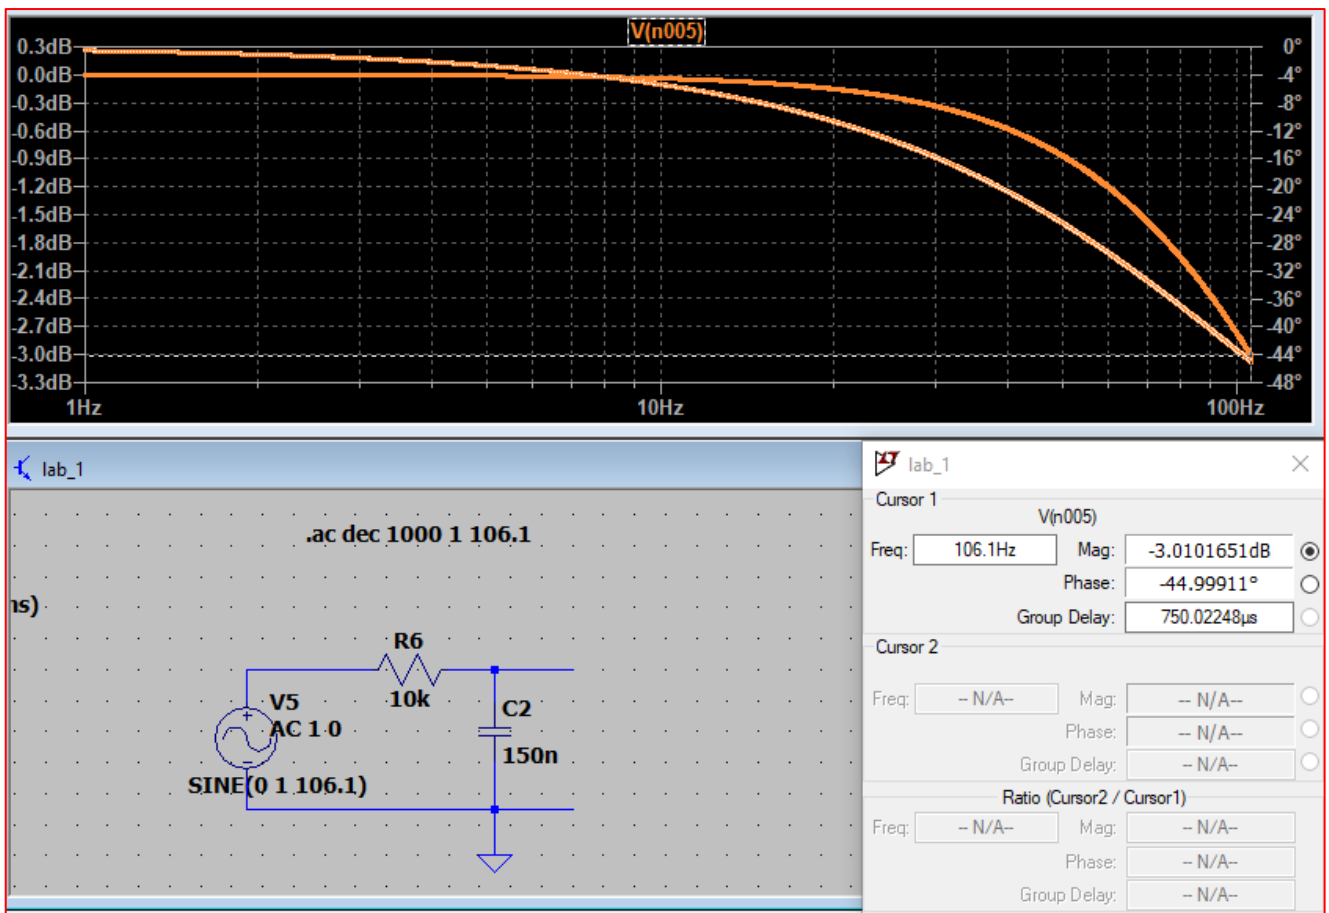 V(n005)
0.3dB 0°
0.0dB -4°
-0.3dB -8°
-0.6dB -12°
-0.9dB -16°
-1.2dB -20°
-1.5dB -24°
-1.8dB -28°
-2.1dB -32°
-2.4dB -36°
-2.7dB -40°
-3.0dB -44°
-3.3dB -48°
1Hz 10Hz 100Hz
lab_1
.ac dec 1000 1 106.1
ns)
R6
10k
V5
AC 1 0
SINE(0 1 106.1)
C2
150n
lab_1
Cursor 1
V(n005)
Freq: 106.1Hz Mag: -3.0101651dB
Phase: -44.99911°
Group Delay: 750.02248µs
Cursor 2
Freq: -- N/A-- Mag: -- N/A--
Phase: -- N/A--
Group Delay: -- N/A--
Ratio (Cursor2 / Cursor1)
Freq: -- N/A-- Mag: -- N/A--
Phase: -- N/A--
Group Delay: -- N/A--